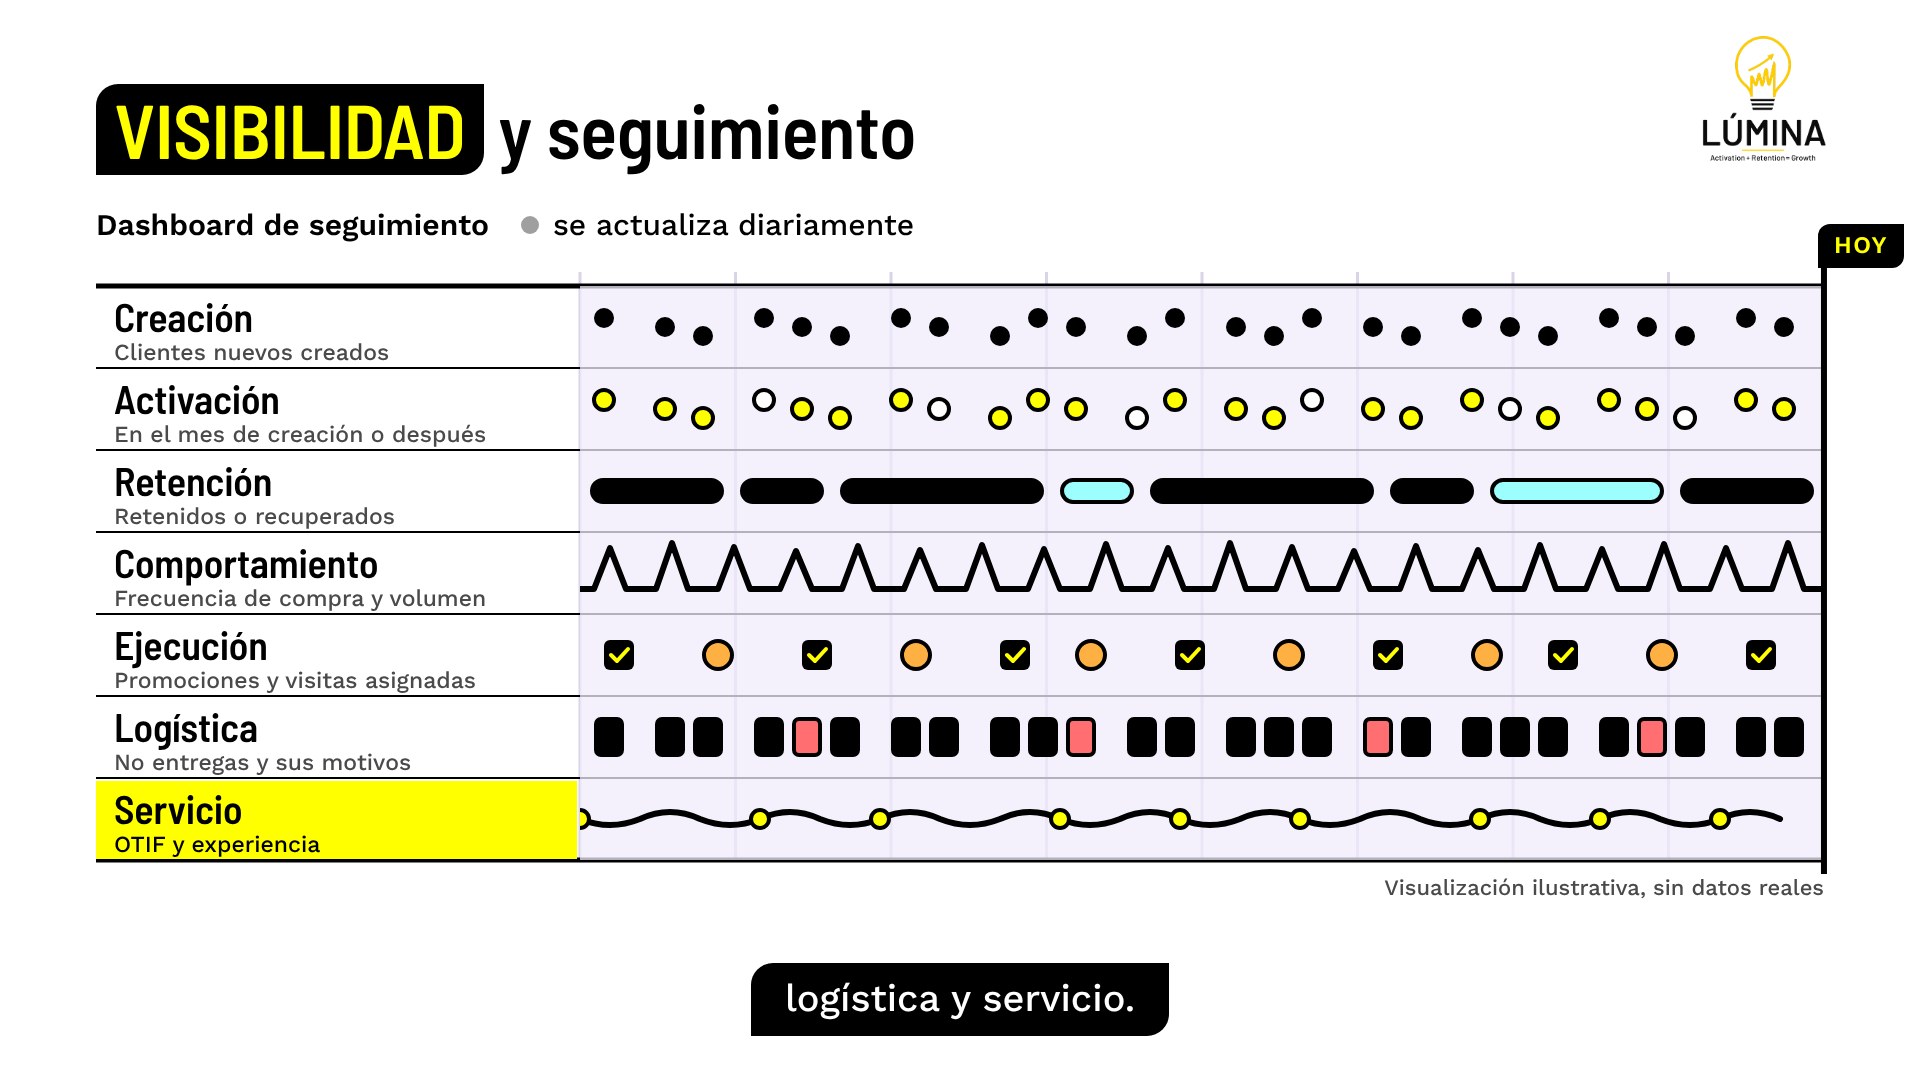 LÚMINA
Activation + Retention = Growth
VISIBILIDAD y seguimiento
Dashboard de seguimiento se actualiza diariamente
HOY
Creación
Clientes nuevos creados
Activación
En el mes de creación o después
Retención
Retenidos o recuperados
Comportamiento
Frecuencia de compra y volumen
Ejecución
Promociones y visitas asignadas
Logística
No entregas y sus motivos
Servicio
OTIF y experiencia
Visualización ilustrativa, sin datos reales
logística y servicio.